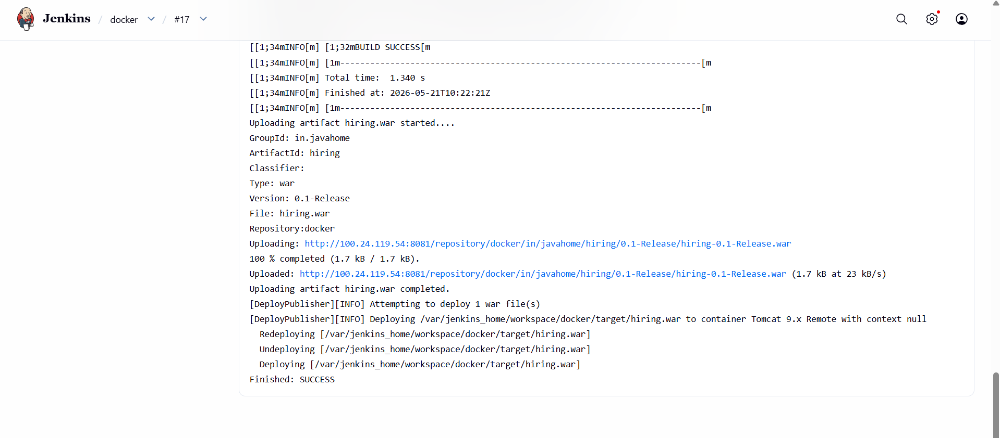 Jenkins / docker / #17
[[1;34mINFO[m] [1;32mBUILD SUCCESS[m
[[1;34mINFO[m] [1m------------------------------------------------------------------------[m
[[1;34mINFO[m] Total time:  1.340 s
[[1;34mINFO[m] Finished at: 2026-05-21T10:22:21Z
[[1;34mINFO[m] [1m------------------------------------------------------------------------[m
Uploading artifact hiring.war started....
GroupId: in.javahome
ArtifactId: hiring
Classifier:
Type: war
Version: 0.1-Release
File: hiring.war
Repository:docker
Uploading: http://100.24.119.54:8081/repository/docker/in/javahome/hiring/0.1-Release/hiring-0.1-Release.war
100 % completed (1.7 kB / 1.7 kB).
Uploaded: http://100.24.119.54:8081/repository/docker/in/javahome/hiring/0.1-Release/hiring-0.1-Release.war (1.7 kB at 23 kB/s)
Uploading artifact hiring.war completed.
[DeployPublisher][INFO] Attempting to deploy 1 war file(s)
[DeployPublisher][INFO] Deploying /var/jenkins_home/workspace/docker/target/hiring.war to container Tomcat 9.x Remote with context null
  Redeploying [/var/jenkins_home/workspace/docker/target/hiring.war]
  Undeploying [/var/jenkins_home/workspace/docker/target/hiring.war]
  Deploying [/var/jenkins_home/workspace/docker/target/hiring.war]
Finished: SUCCESS